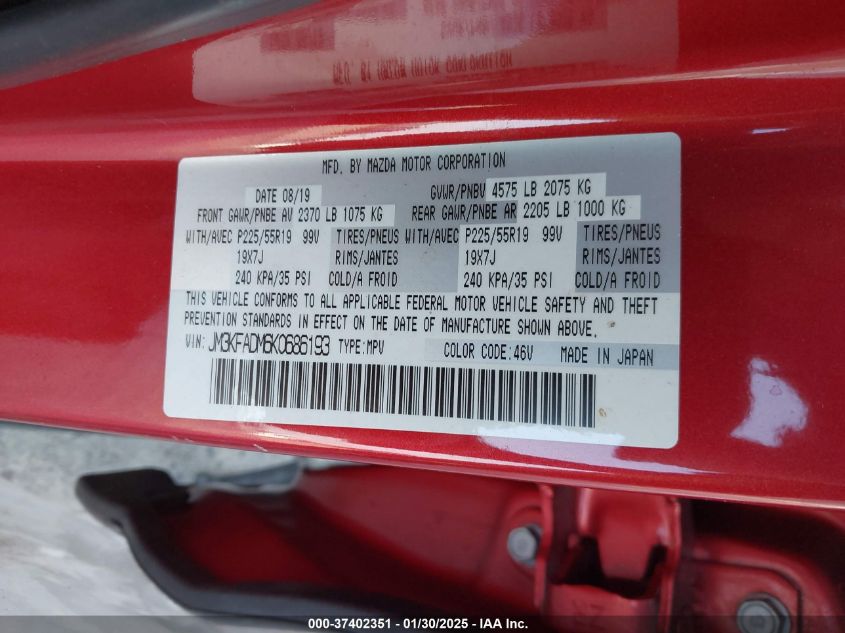 MFD. BY MAZDA MOTOR CORPORATION
DATE 08/19 GVWR/PNBV 4575 LB 2075 KG
FRONT GAWR/PNBE AV 2370 LB 1075 KG REAR GAWR/PNBE AR 2205 LB 1000 KG
WITH/AVEC P225/55R19 99V TIRES/PNEUS WITH/AVEC P225/55R19 99V TIRES/PNEUS
19X7J RIMS/JANTES 19X7J RIMS/JANTES
240 KPA/35 PSI COLD/A FROID 240 KPA/35 PSI COLD/A FROID
THIS VEHICLE CONFORMS TO ALL APPLICABLE FEDERAL MOTOR VEHICLE SAFETY AND THEFT
PREVENTION STANDARDS IN EFFECT ON THE DATE OF MANUFACTURE SHOWN ABOVE.
VIN: JM3KFADM6K0686193 TYPE:MPV COLOR CODE:46V MADE IN JAPAN
000-37402351 - 01/30/2025 - IAA Inc.